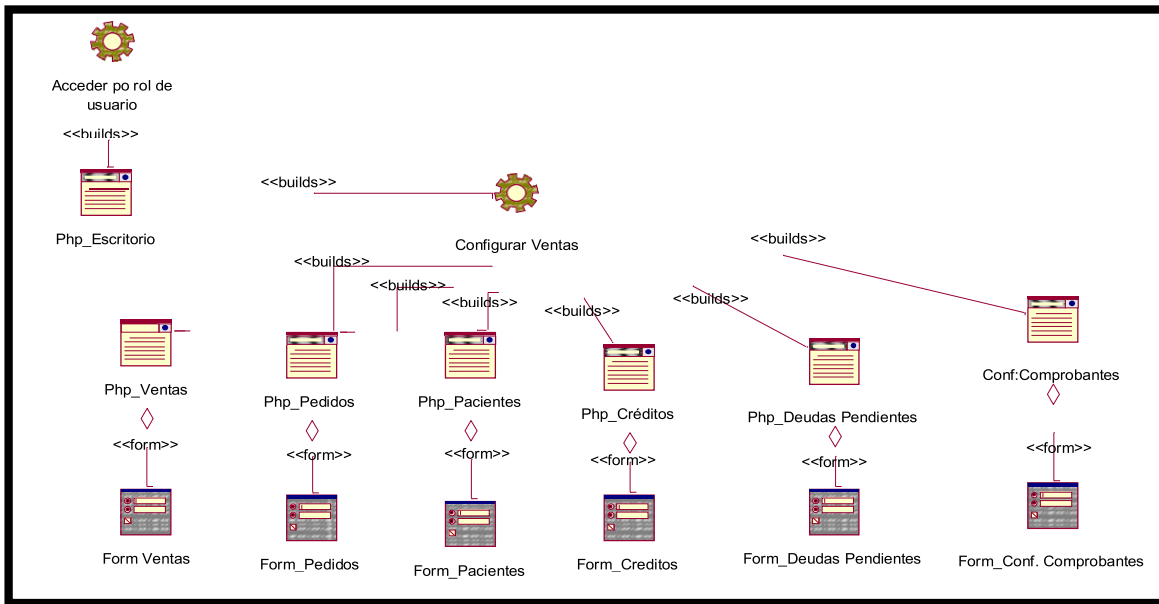 Acceder po rol de
usuario
<<builds>>
Php_Escritorio
<<builds>>
Configurar Ventas
<<builds>>
<<builds>>
<<builds>>
<<builds>>
<<builds>>
<<builds>>
Php_Ventas
Php_Pedidos
Php_Pacientes
Php_Créditos
Php_Deudas Pendientes
Conf:Comprobantes
<<form>>
<<form>>
<<form>>
<<form>>
<<form>>
<<form>>
Form Ventas
Form_Pedidos
Form_Pacientes
Form_Creditos
Form_Deudas Pendientes
Form_Conf. Comprobantes